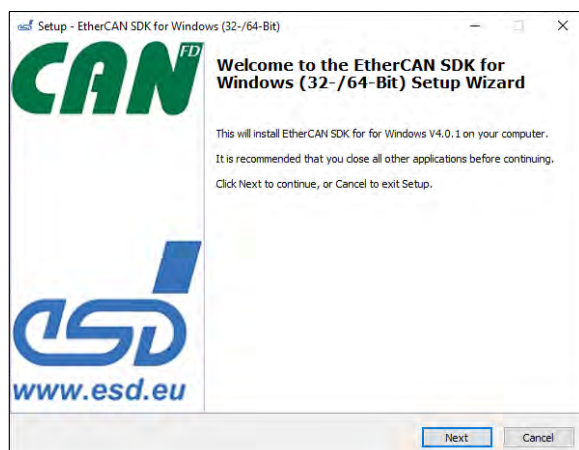 Setup - EtherCAN SDK for Windows (32-/64-Bit)
CAN FD
Welcome to the EtherCAN SDK for
Windows (32-/64-Bit) Setup Wizard
This will install EtherCAN SDK for for Windows V4.0.1 on your computer.
It is recommended that you close all other applications before continuing.
Click Next to continue, or Cancel to exit Setup.
esd
www.esd.eu
Next
Cancel